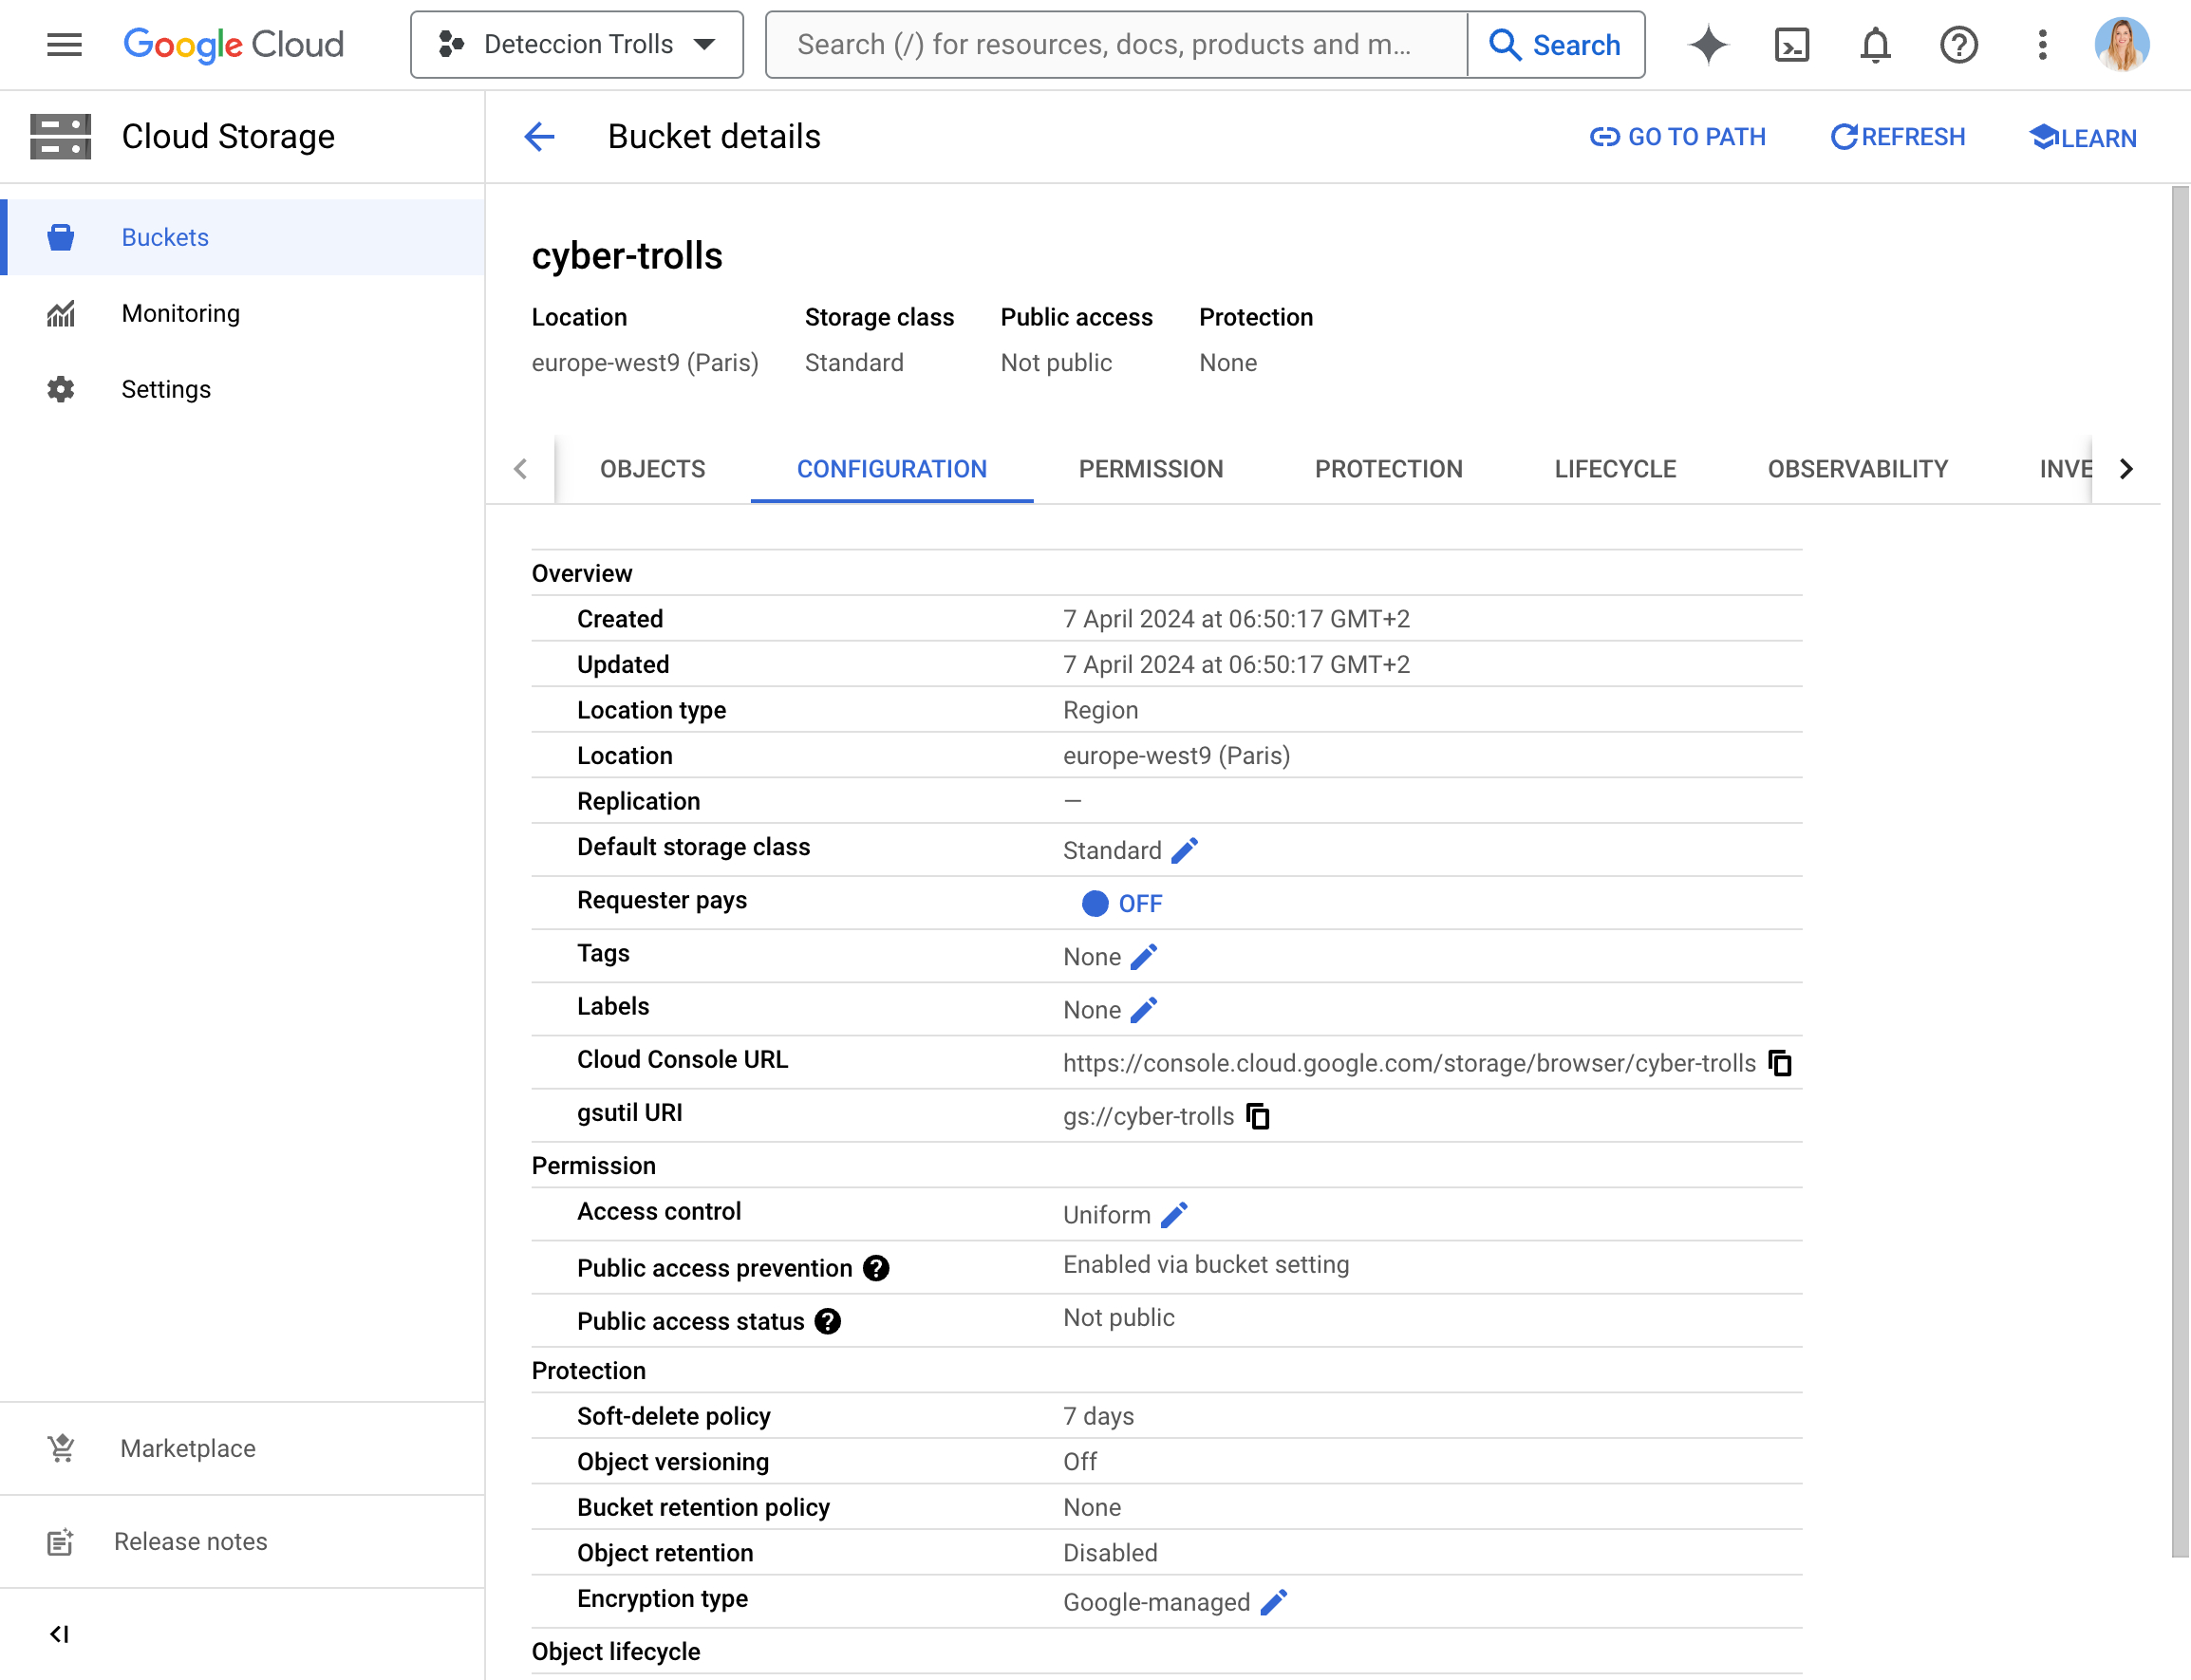 Google Cloud
Deteccion Trolls
Search (/) for resources, docs, products and m...
Search
Cloud Storage
Bucket details
GO TO PATH
REFRESH
LEARN
Buckets
Monitoring
Settings
cyber-trolls
Location Storage class Public access Protection
europe-west9 (Paris) Standard Not public None
OBJECTS CONFIGURATION PERMISSION PROTECTION LIFECYCLE OBSERVABILITY INVE
Overview
Created 7 April 2024 at 06:50:17 GMT+2
Updated 7 April 2024 at 06:50:17 GMT+2
Location type Region
Location europe-west9 (Paris)
Replication —
Default storage class Standard
Requester pays OFF
Tags None
Labels None
Cloud Console URL https://console.cloud.google.com/storage/browser/cyber-trolls
gsutil URI gs://cyber-trolls
Permission
Access control Uniform
Public access prevention Enabled via bucket setting
Public access status Not public
Protection
Soft-delete policy 7 days
Object versioning Off
Bucket retention policy None
Object retention Disabled
Encryption type Google-managed
Object lifecycle
Marketplace
Release notes